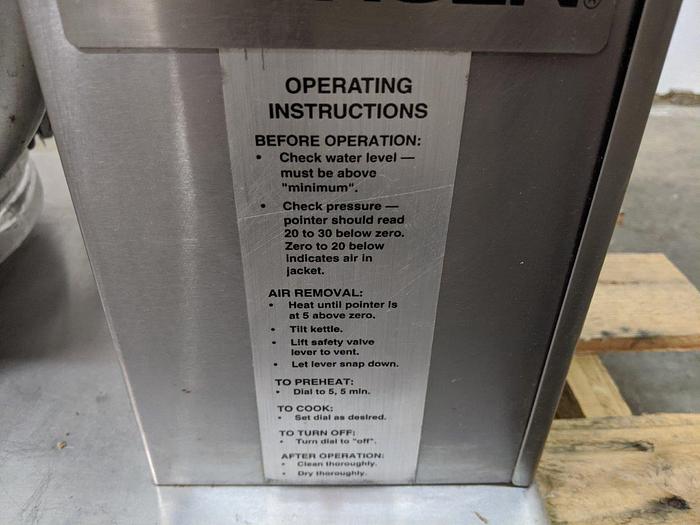 OPERATING
INSTRUCTIONS
BEFORE OPERATION:
• Check water level —
must be above
"minimum".
• Check pressure —
pointer should read
20 to 30 below zero.
Zero to 20 below
indicates air in
jacket.
AIR REMOVAL:
• Heat until pointer is
at 5 above zero.
• Tilt kettle.
• Lift safety valve
lever to vent.
• Let lever snap down.
TO PREHEAT:
• Dial to 5, 5 min.
TO COOK:
• Set dial as desired.
TO TURN OFF:
• Turn dial to "off".
AFTER OPERATION:
• Clean thoroughly.
• Dry thoroughly.